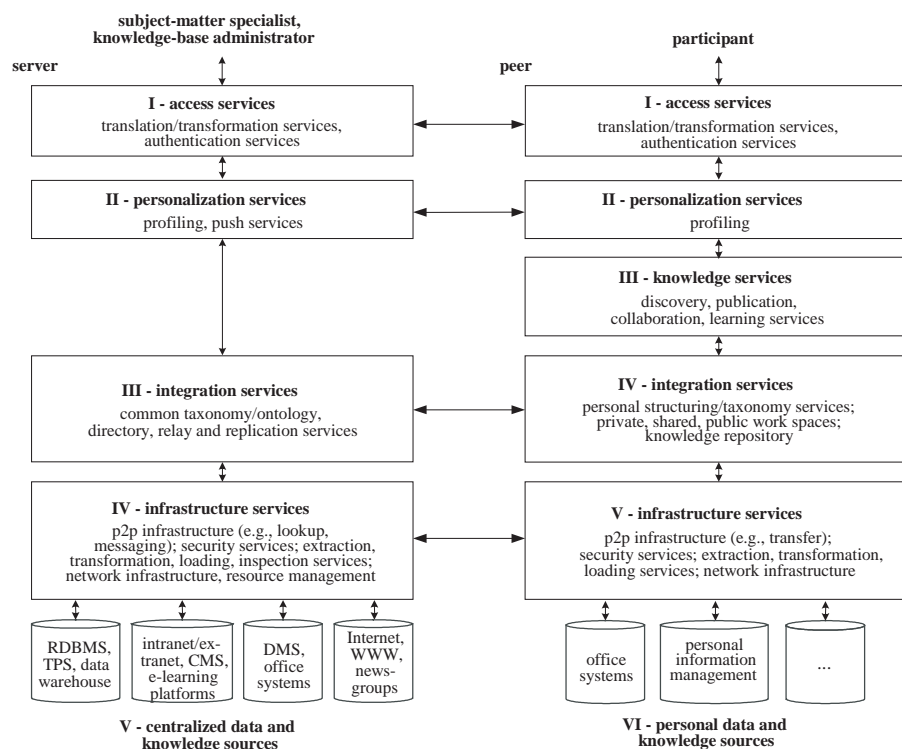 subject-matter specialist,
knowledge-base administrator
server
I - access services
translation/transformation services,
authentication services
II - personalization services
profiling, push services
III - integration services
common taxonomy/ontology,
directory, relay and replication services
IV - infrastructure services
p2p infrastructure (e.g., lookup,
messaging); security services; extraction,
transformation, loading, inspection services;
network infrastructure, resource management
RDBMS,
TPS, data
warehouse
intranet/ex-
tranet, CMS,
e-learning
platforms
DMS,
office
systems
Internet,
WWW,
news-
groups
V - centralized data and
knowledge sources
participant
peer
I - access services
translation/transformation services,
authentication services
II - personalization services
profiling
III - knowledge services
discovery, publication,
collaboration, learning services
IV - integration services
personal structuring/taxonomy services;
private, shared, public work spaces;
knowledge repository
V - infrastructure services
p2p infrastructure (e.g., transfer);
security services; extraction, transformation,
loading services; network infrastructure
office
systems
personal
information
management
...
VI - personal data and
knowledge sources